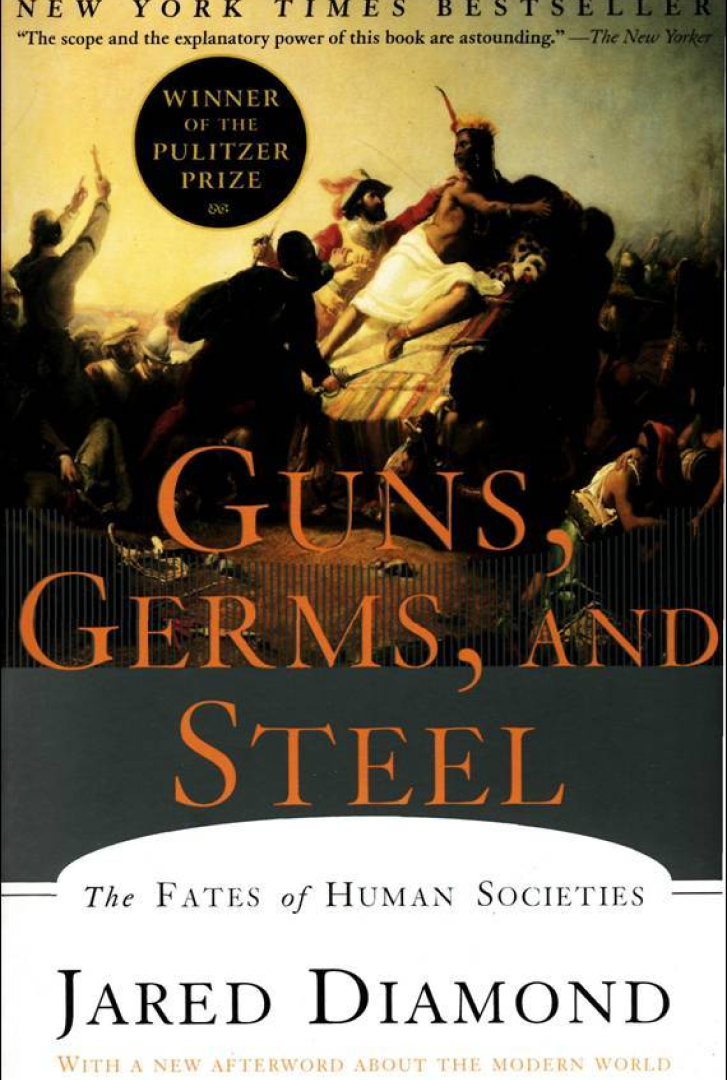 NEW YORK TIMES BESTSELLER
“The scope and the explanatory power of this book are astounding.” —The New Yorker
WINNER
OF THE
PULITZER
PRIZE
GUNS,
GERMS, AND
STEEL
The FATES of HUMAN SOCIETIES
JARED DIAMOND
WITH A NEW AFTERWORD ABOUT THE MODERN WORLD